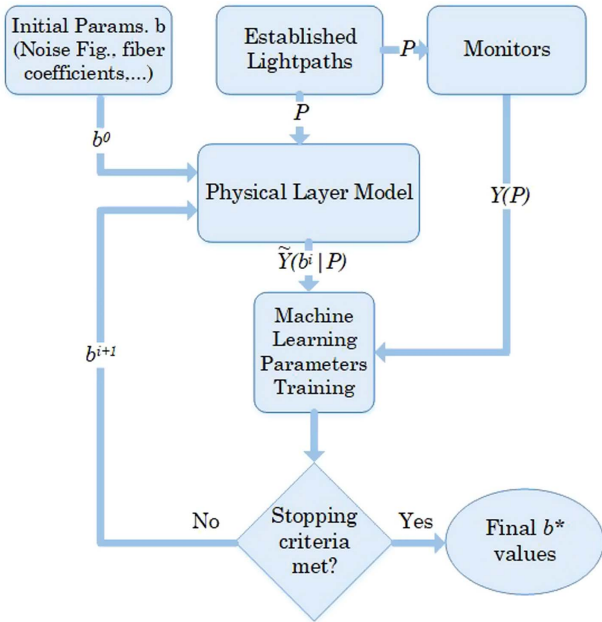 Initial Params. b
(Noise Fig., fiber
coefficients,...)
Established
Lightpaths
P
Monitors
P
b⁰
Physical Layer Model
Y(P)
Ỹ(bⁱ | P)
Machine
Learning
Parameters
Training
bⁱ⁺¹
No
Stopping
criteria
met?
Yes
Final b*
values